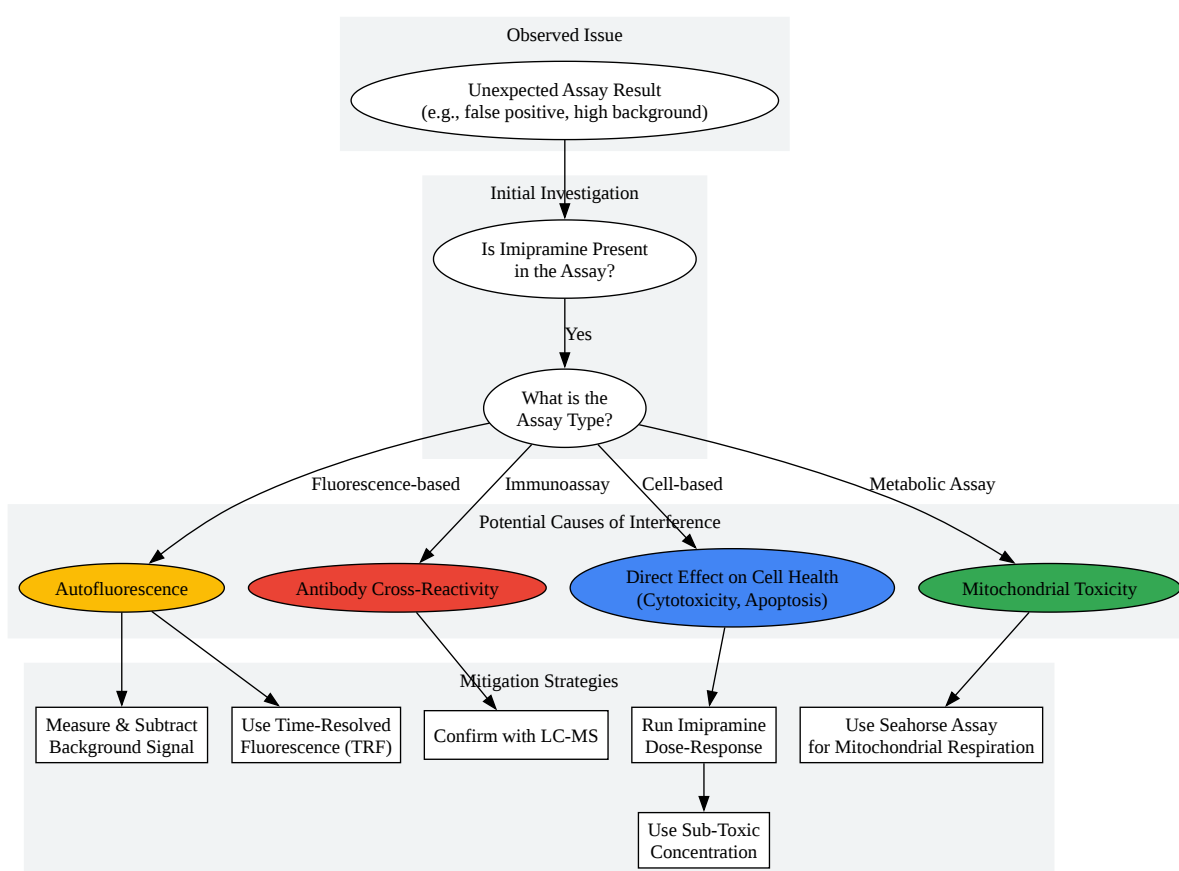 Observed Issue
Unexpected Assay Result
(e.g., false positive, high background)
Initial Investigation
Is Imipramine Present
in the Assay?
Yes
What is the
Assay Type?
Fluorescence-based
Immunoassay
Cell-based
Metabolic Assay
Potential Causes of Interference
Autofluorescence
Antibody Cross-Reactivity
Direct Effect on Cell Health
(Cytotoxicity, Apoptosis)
Mitochondrial Toxicity
Mitigation Strategies
Measure & Subtract
Background Signal
Use Time-Resolved
Fluorescence (TRF)
Confirm with LC-MS
Run Imipramine
Dose-Response
Use Seahorse Assay
for Mitochondrial Respiration
Use Sub-Toxic
Concentration